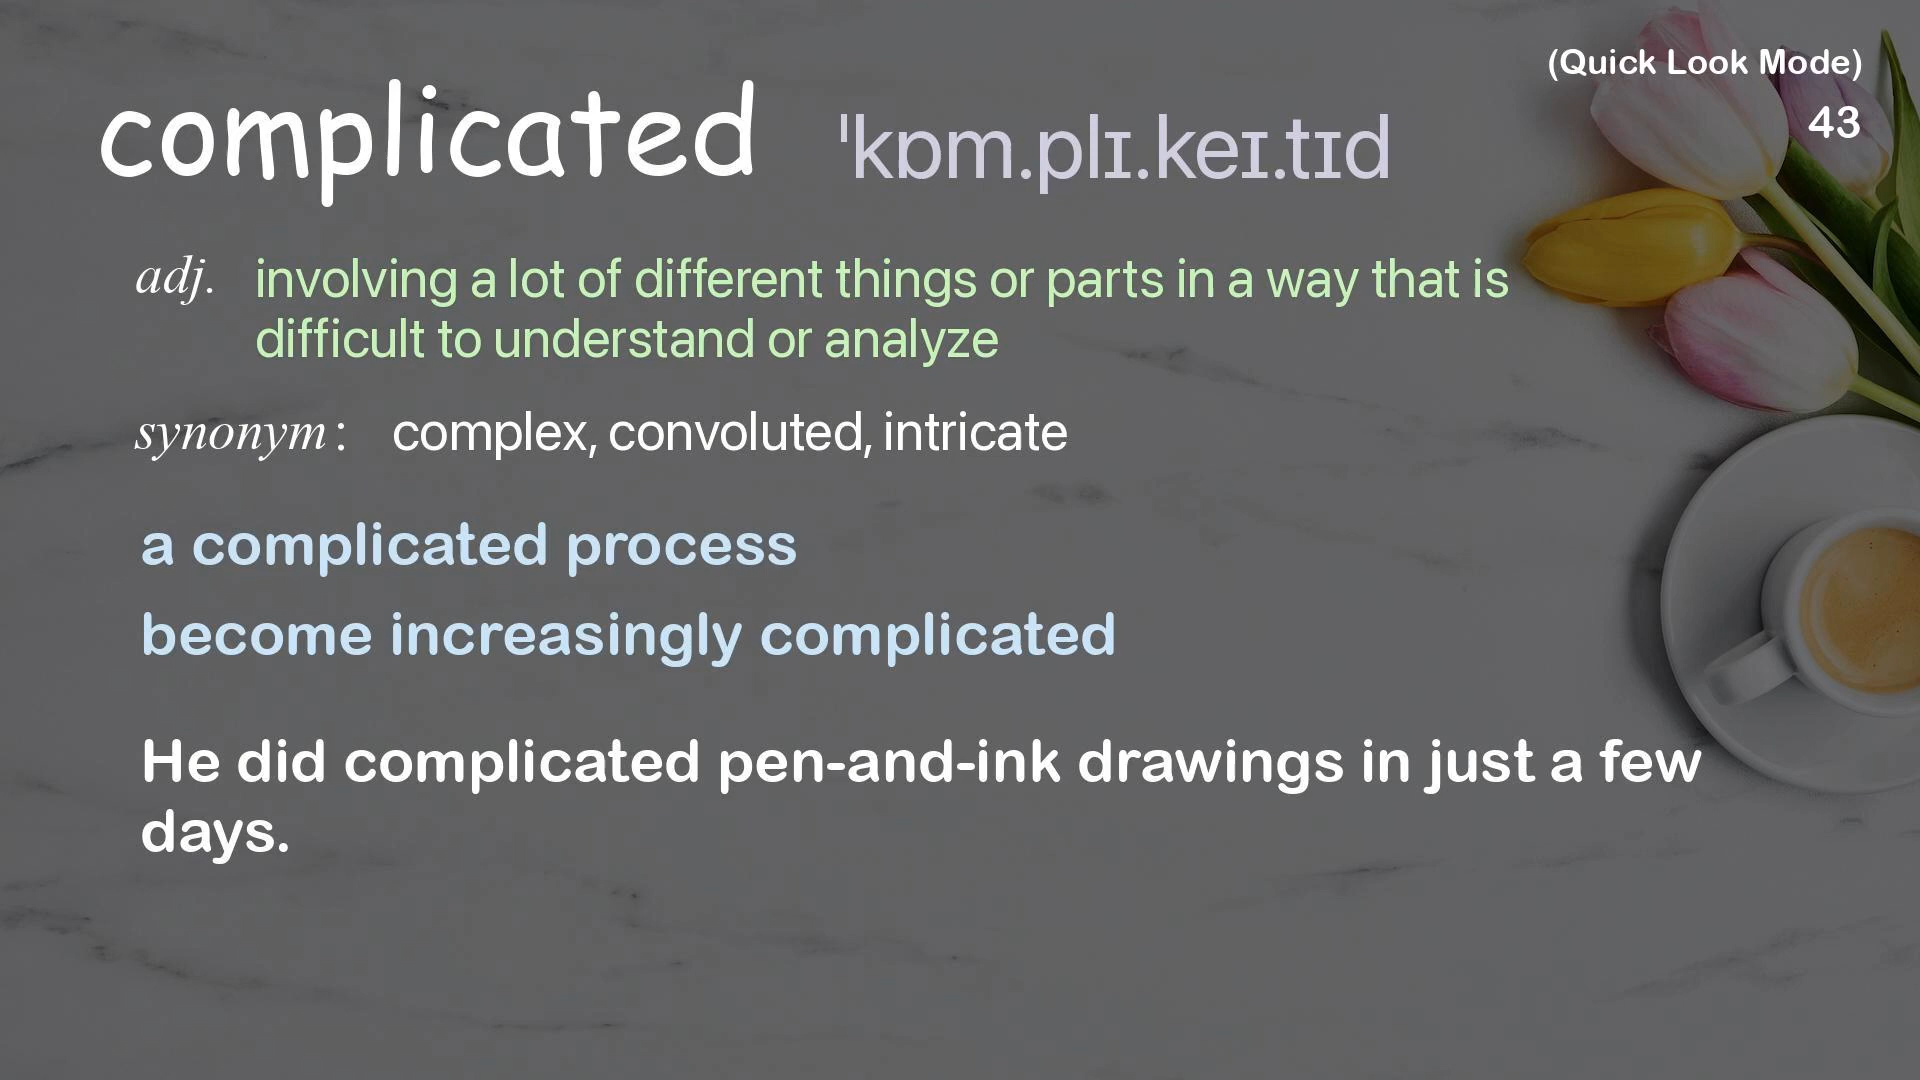 (Quick Look Mode)
43
complicated ˈkɒm.plɪ.keɪ.tɪd
adj. involving a lot of different things or parts in a way that is
difficult to understand or analyze
synonym: complex, convoluted, intricate
a complicated process
become increasingly complicated
He did complicated pen-and-ink drawings in just a few
days.